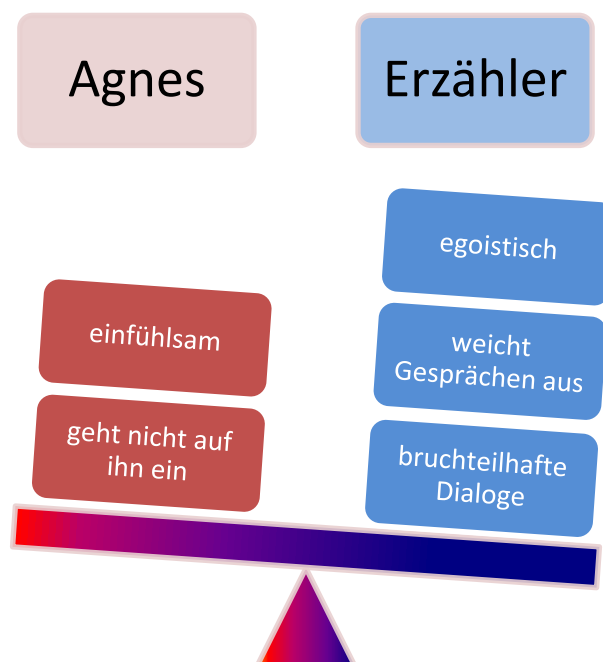 Agnes
Erzähler
einfühlsam
geht nicht auf
ihn ein
egoistisch
weicht
Gesprächen aus
bruchteilhafte
Dialoge